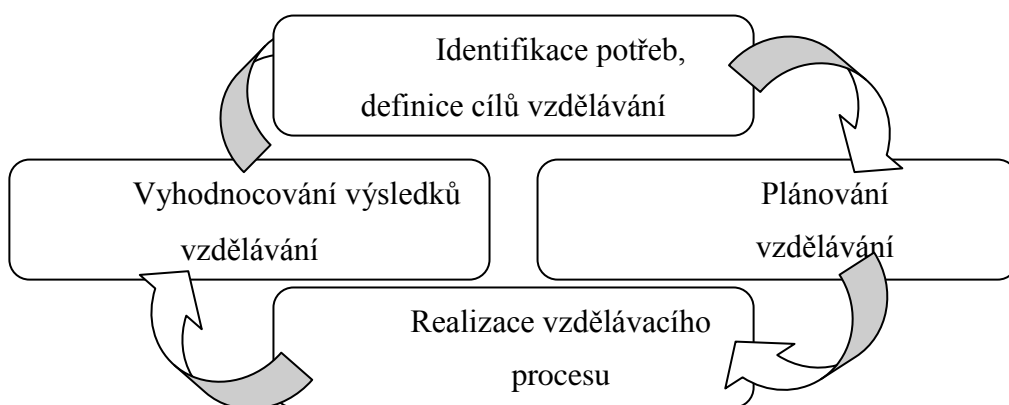 Identifikace potřeb,
definice cílů vzdělávání
Vyhodnocování výsledků
vzdělávání
Plánování
vzdělávání
Realizace vzdělávacího
procesu